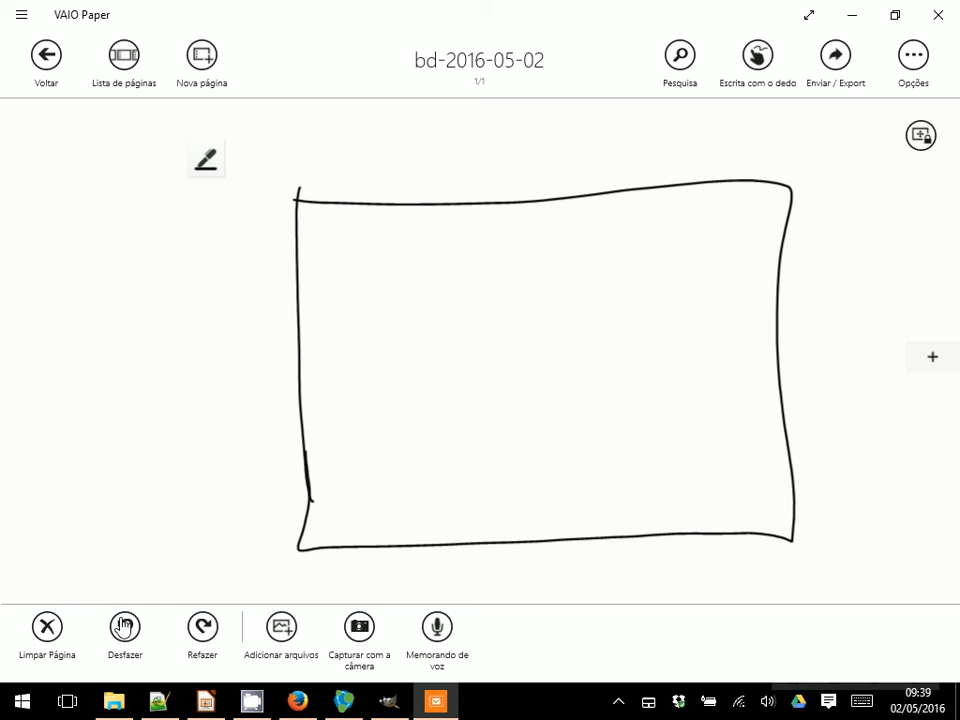 VAIO Paper
Voltar
Lista de páginas
Nova página
bd-2016-05-02
1/1
Pesquisa
Escrita com o dedo
Enviar / Export
Opções
Limpar Página
Desfazer
Refazer
Adicionar arquivos
Capturar com a
câmera
Memorando de
voz
09:39
02/05/2016